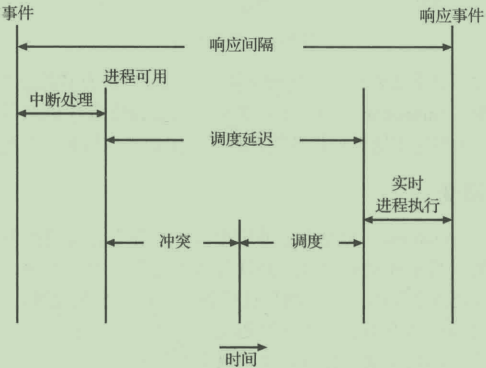 事件
响应事件
响应间隔
进程可用
中断处理
调度延迟
实时
进程执行
冲突
调度
时间